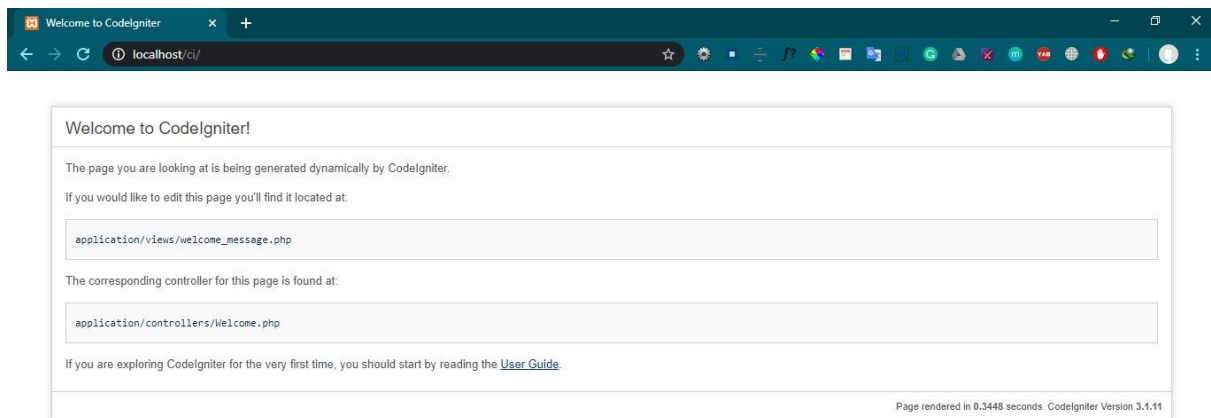 Welcome to CodeIgniter
localhost/ci/
Welcome to CodeIgniter!
The page you are looking at is being generated dynamically by CodeIgniter.
If you would like to edit this page you'll find it located at:
application/views/welcome_message.php
The corresponding controller for this page is found at:
application/controllers/Welcome.php
If you are exploring CodeIgniter for the very first time, you should start by reading the User Guide.
Page rendered in 0.3448 seconds. CodeIgniter Version 3.1.11